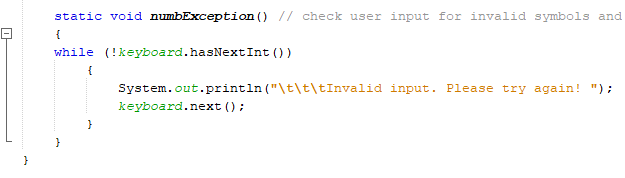 static void numbException() // check user input for invalid symbols and
{
while (!keyboard.hasNextInt())
{
System.out.println("\t\t\tInvalid input. Please try again! ");
keyboard.next();
}
}
}